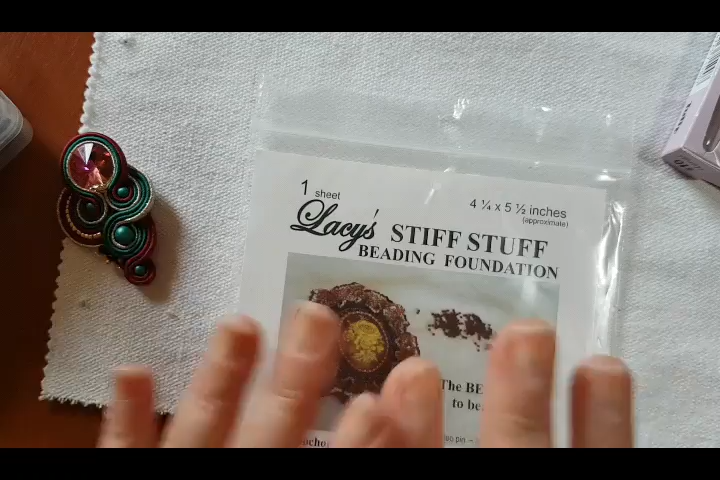 1 sheet
4 ¼ x 5 ½ inches
(approximate)
Lacy's STIFF STUFF
BEADING FOUNDATION
The BE
to be